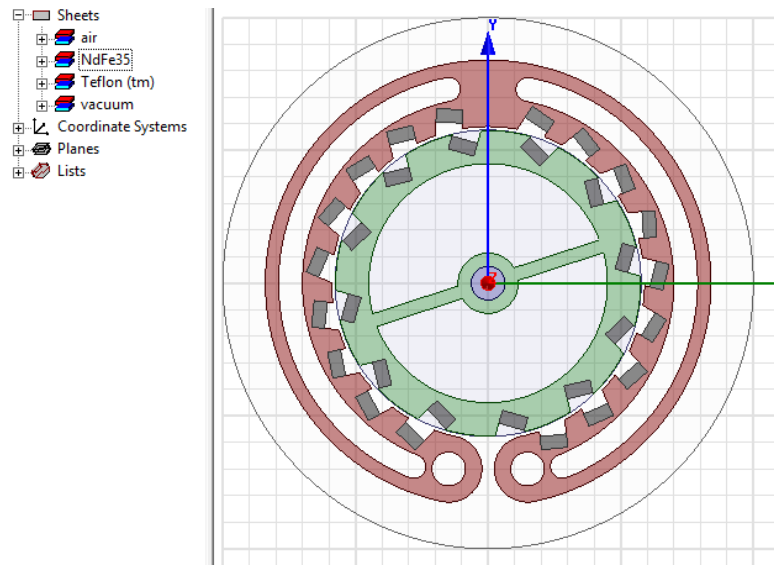 Sheets
air
NdFe35
Teflon (tm)
vacuum
Coordinate Systems
Planes
Lists
Y